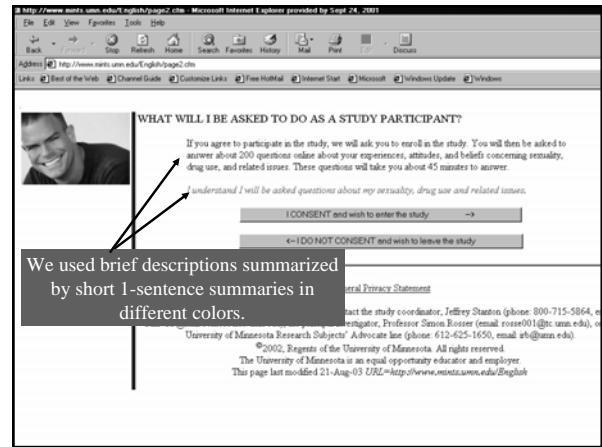 http://www.mints.umn.edu/English/page2.cfm - Microsoft Internet Explorer provided by Sept 24, 2001
File Edit View Favorites Tools Help
Back Forward Stop Refresh Home Search Favorites History Mail Print Edit Discuss
Address http://www.mints.umn.edu/English/page2.cfm
Links Best of the Web Channel Guide Customize Links Free HotMail Internet Start Microsoft Windows Update Windows
WHAT WILL I BE ASKED TO DO AS A STUDY PARTICIPANT?
If you agree to participate in the study, we will ask you to enroll in the study. You will then be asked to
answer about 200 questions online about your experiences, attitudes, and beliefs concerning sexuality,
drug use, and related issues. These questions will take you about 45 minutes to answer.
I understand I will be asked questions about my sexuality, drug use and related issues.
I CONSENT and wish to enter the study -->
<-- I DO NOT CONSENT and wish to leave the study
We used brief descriptions summarized
by short 1-sentence summaries in
different colors.
Privacy Statement
the study coordinator, Jeffrey Stanton (phone: 800-715-5864,
Professor Simon Rosser (email: rosse001@tc.umn.edu), o
University of Minnesota Research Subjects' Advocate line (phone: 612-625-1650, email: irb@umn.edu).
©2002, Regents of the University of Minnesota. All rights reserved.
The University of Minnesota is an equal opportunity educator and employer.
This page last modified 21-Aug-03 URL=http://www.mints.umn.edu/English